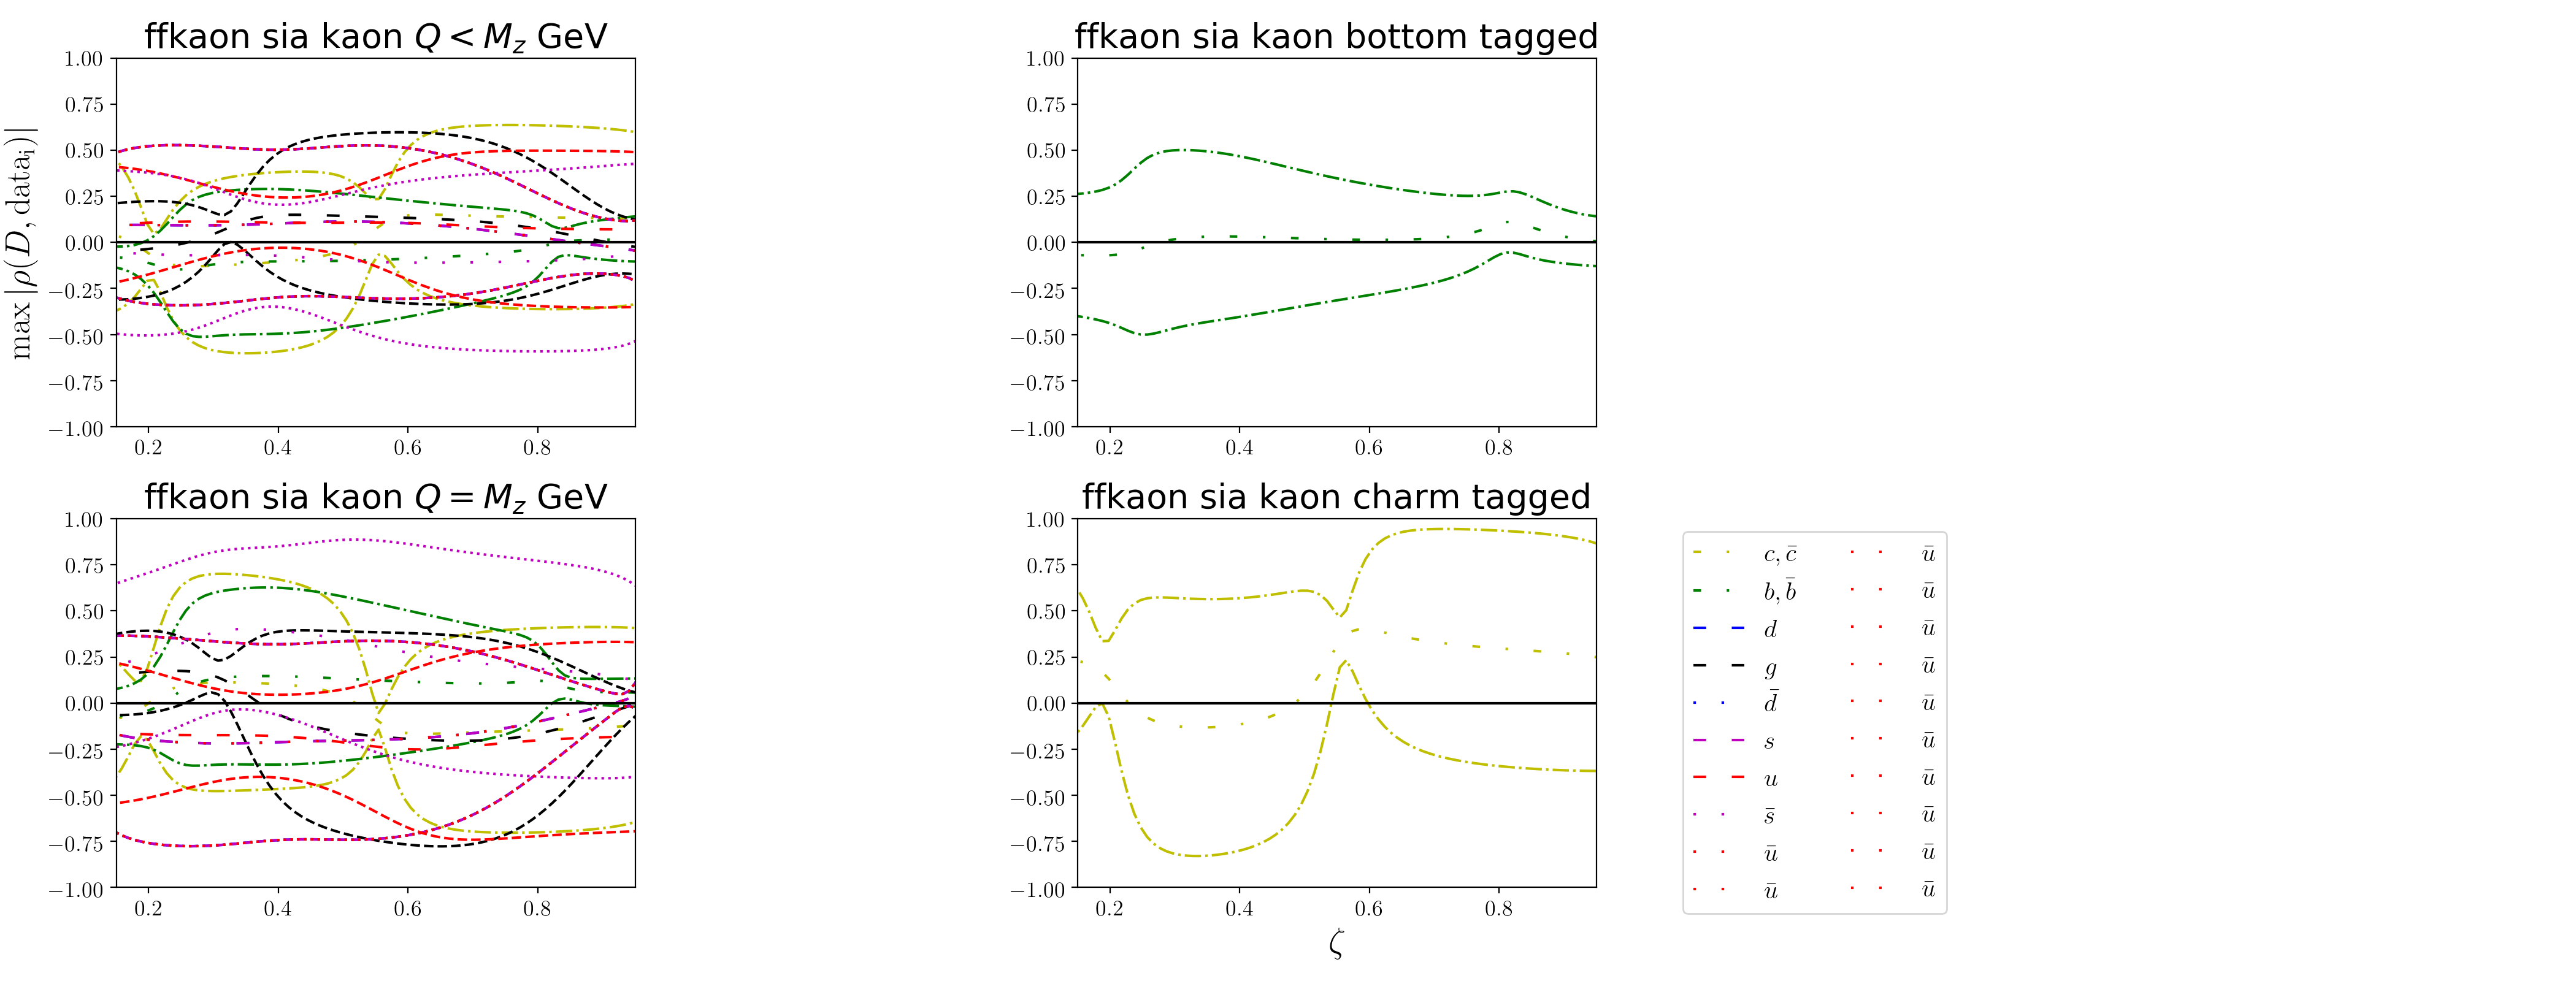 ffkaon sia kaon Q < M_z GeV
max |ρ(D, data_i)|
1.00
0.75
0.50
0.25
0.00
−0.25
−0.50
−0.75
−1.00
0.2 0.4 0.6 0.8
ffkaon sia kaon bottom tagged
1.00
0.75
0.50
0.25
0.00
−0.25
−0.50
−0.75
−1.00
0.2 0.4 0.6 0.8
ffkaon sia kaon Q = M_z GeV
1.00
0.75
0.50
0.25
0.00
−0.25
−0.50
−0.75
−1.00
0.2 0.4 0.6 0.8
ffkaon sia kaon charm tagged
1.00
0.75
0.50
0.25
0.00
−0.25
−0.50
−0.75
−1.00
0.2 0.4 0.6 0.8
ζ
c, c̄ ū
b, b̄ ū
d ū
g ū
d̄ ū
s ū
u ū
s̄ ū
ū ū
ū ū